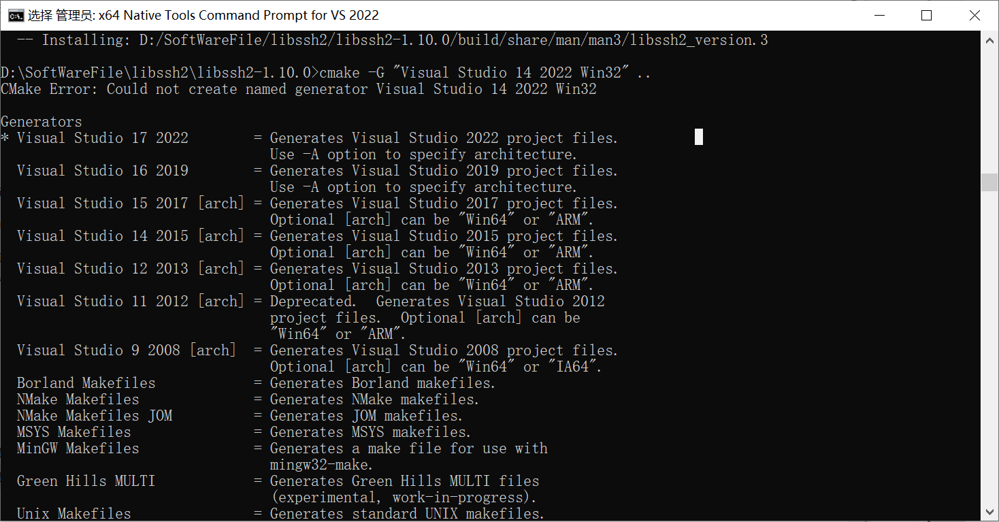 选择 管理员: x64 Native Tools Command Prompt for VS 2022
-- Installing: D:/SoftWareFile/libssh2/libssh2-1.10.0/build/share/man/man3/libssh2_version.3
D:\SoftWareFile\libssh2\libssh2-1.10.0>cmake -G "Visual Studio 14 2022 Win32" ..
CMake Error: Could not create named generator Visual Studio 14 2022 Win32
Generators
* Visual Studio 17 2022 = Generates Visual Studio 2022 project files.
Use -A option to specify architecture.
Visual Studio 16 2019 = Generates Visual Studio 2019 project files.
Use -A option to specify architecture.
Visual Studio 15 2017 [arch] = Generates Visual Studio 2017 project files.
Optional [arch] can be "Win64" or "ARM".
Visual Studio 14 2015 [arch] = Generates Visual Studio 2015 project files.
Optional [arch] can be "Win64" or "ARM".
Visual Studio 12 2013 [arch] = Generates Visual Studio 2013 project files.
Optional [arch] can be "Win64" or "ARM".
Visual Studio 11 2012 [arch] = Deprecated.  Generates Visual Studio 2012
project files.  Optional [arch] can be
"Win64" or "ARM".
Visual Studio 9 2008 [arch] = Generates Visual Studio 2008 project files.
Optional [arch] can be "Win64" or "IA64".
Borland Makefiles = Generates Borland makefiles.
NMake Makefiles = Generates NMake makefiles.
NMake Makefiles JOM = Generates JOM makefiles.
MSYS Makefiles = Generates MSYS makefiles.
MinGW Makefiles = Generates a make file for use with
mingw32-make.
Green Hills MULTI = Generates Green Hills MULTI files
(experimental, work-in-progress).
Unix Makefiles = Generates standard UNIX makefiles.